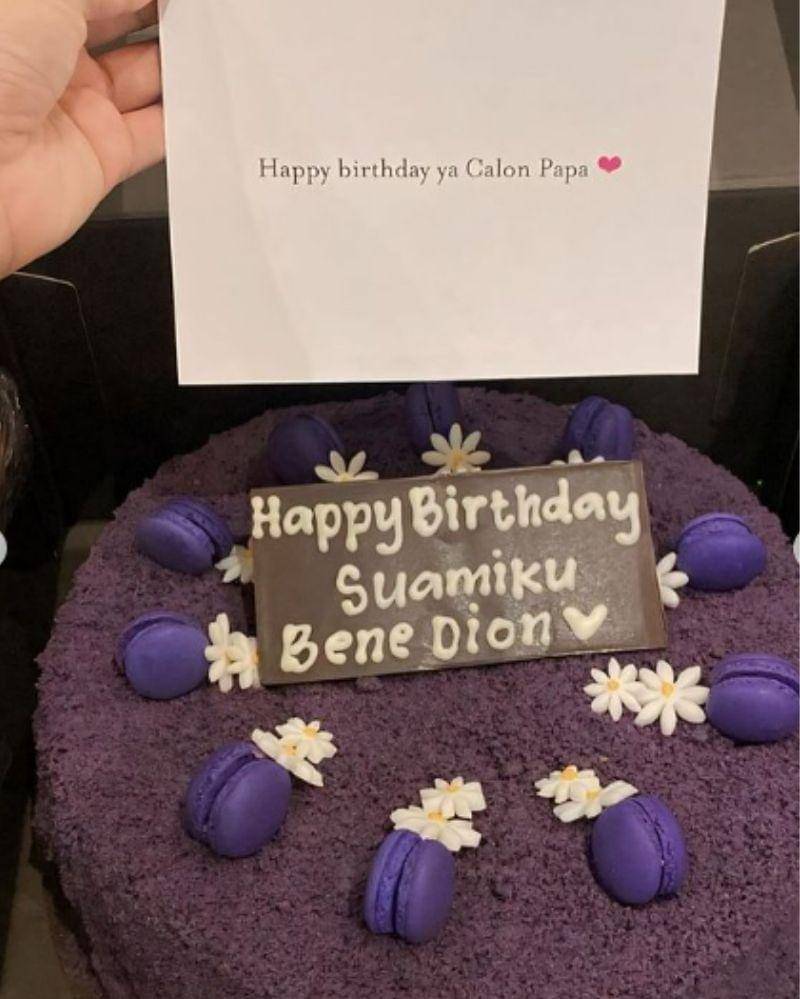 Happy birthday ya Calon Papa ❤
Happy Birthday
Suamiku
Bene Dion ♥